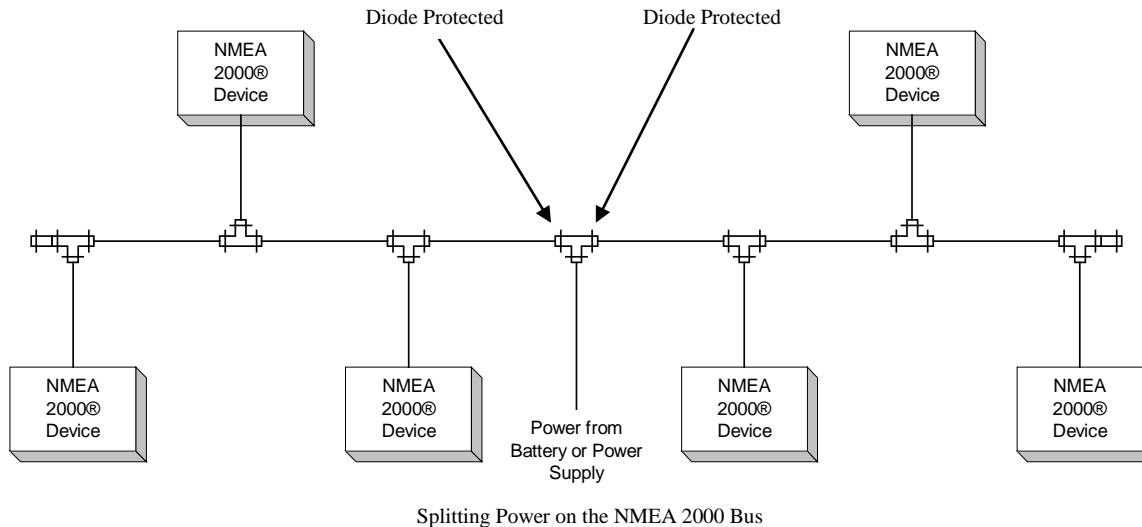 Diode Protected
Diode Protected
NMEA
2000®
Device
NMEA
2000®
Device
NMEA
2000®
Device
NMEA
2000®
Device
Power from
Battery or Power
Supply
NMEA
2000®
Device
NMEA
2000®
Device
Splitting Power on the NMEA 2000 Bus